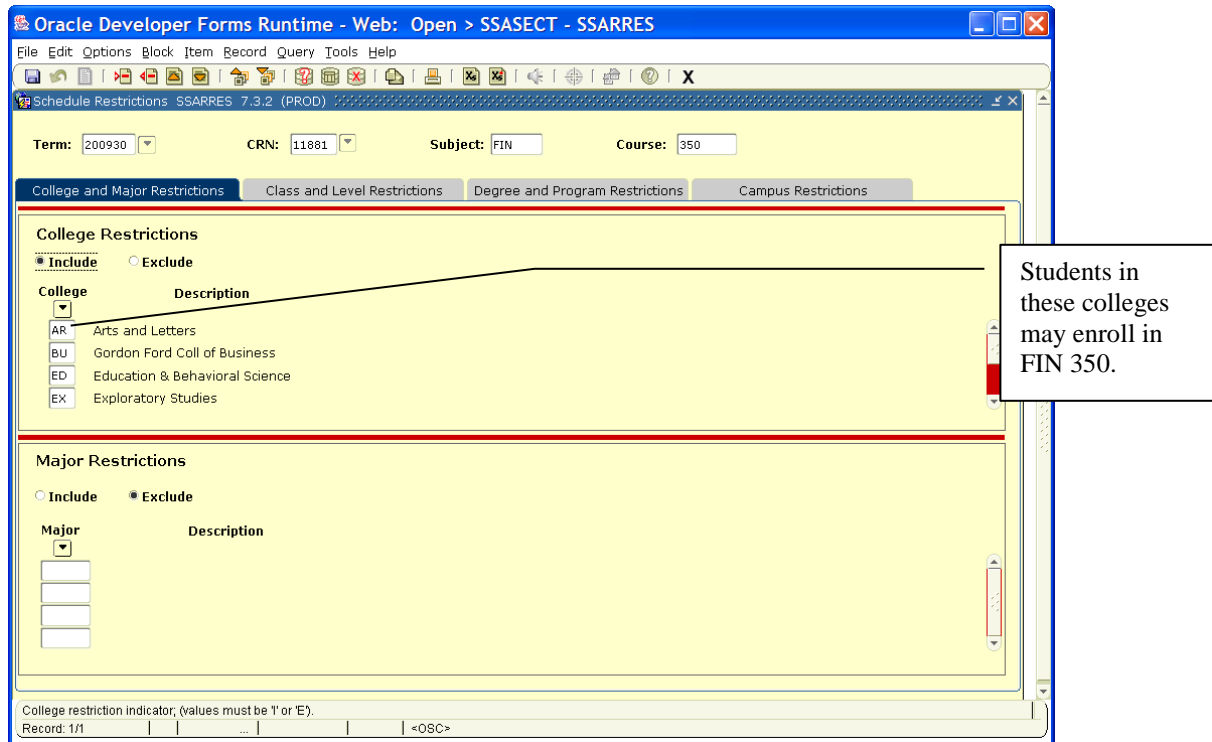 Oracle Developer Forms Runtime - Web: Open > SSASECT - SSARRES
File Edit Options Block Item Record Query Tools Help
Schedule Restrictions SSARRES 7.3.2 (PROD)
Term: 200930 CRN: 11881 Subject: FIN Course: 350
College and Major Restrictions Class and Level Restrictions Degree and Program Restrictions Campus Restrictions
College Restrictions
Include Exclude
College Description
AR Arts and Letters
BU Gordon Ford Coll of Business
ED Education & Behavioral Science
EX Exploratory Studies
Students in
these colleges
may enroll in
FIN 350.
Major Restrictions
Include Exclude
Major Description
College restriction indicator; (values must be 'I' or 'E').
Record: 1/1 ... <OSC>